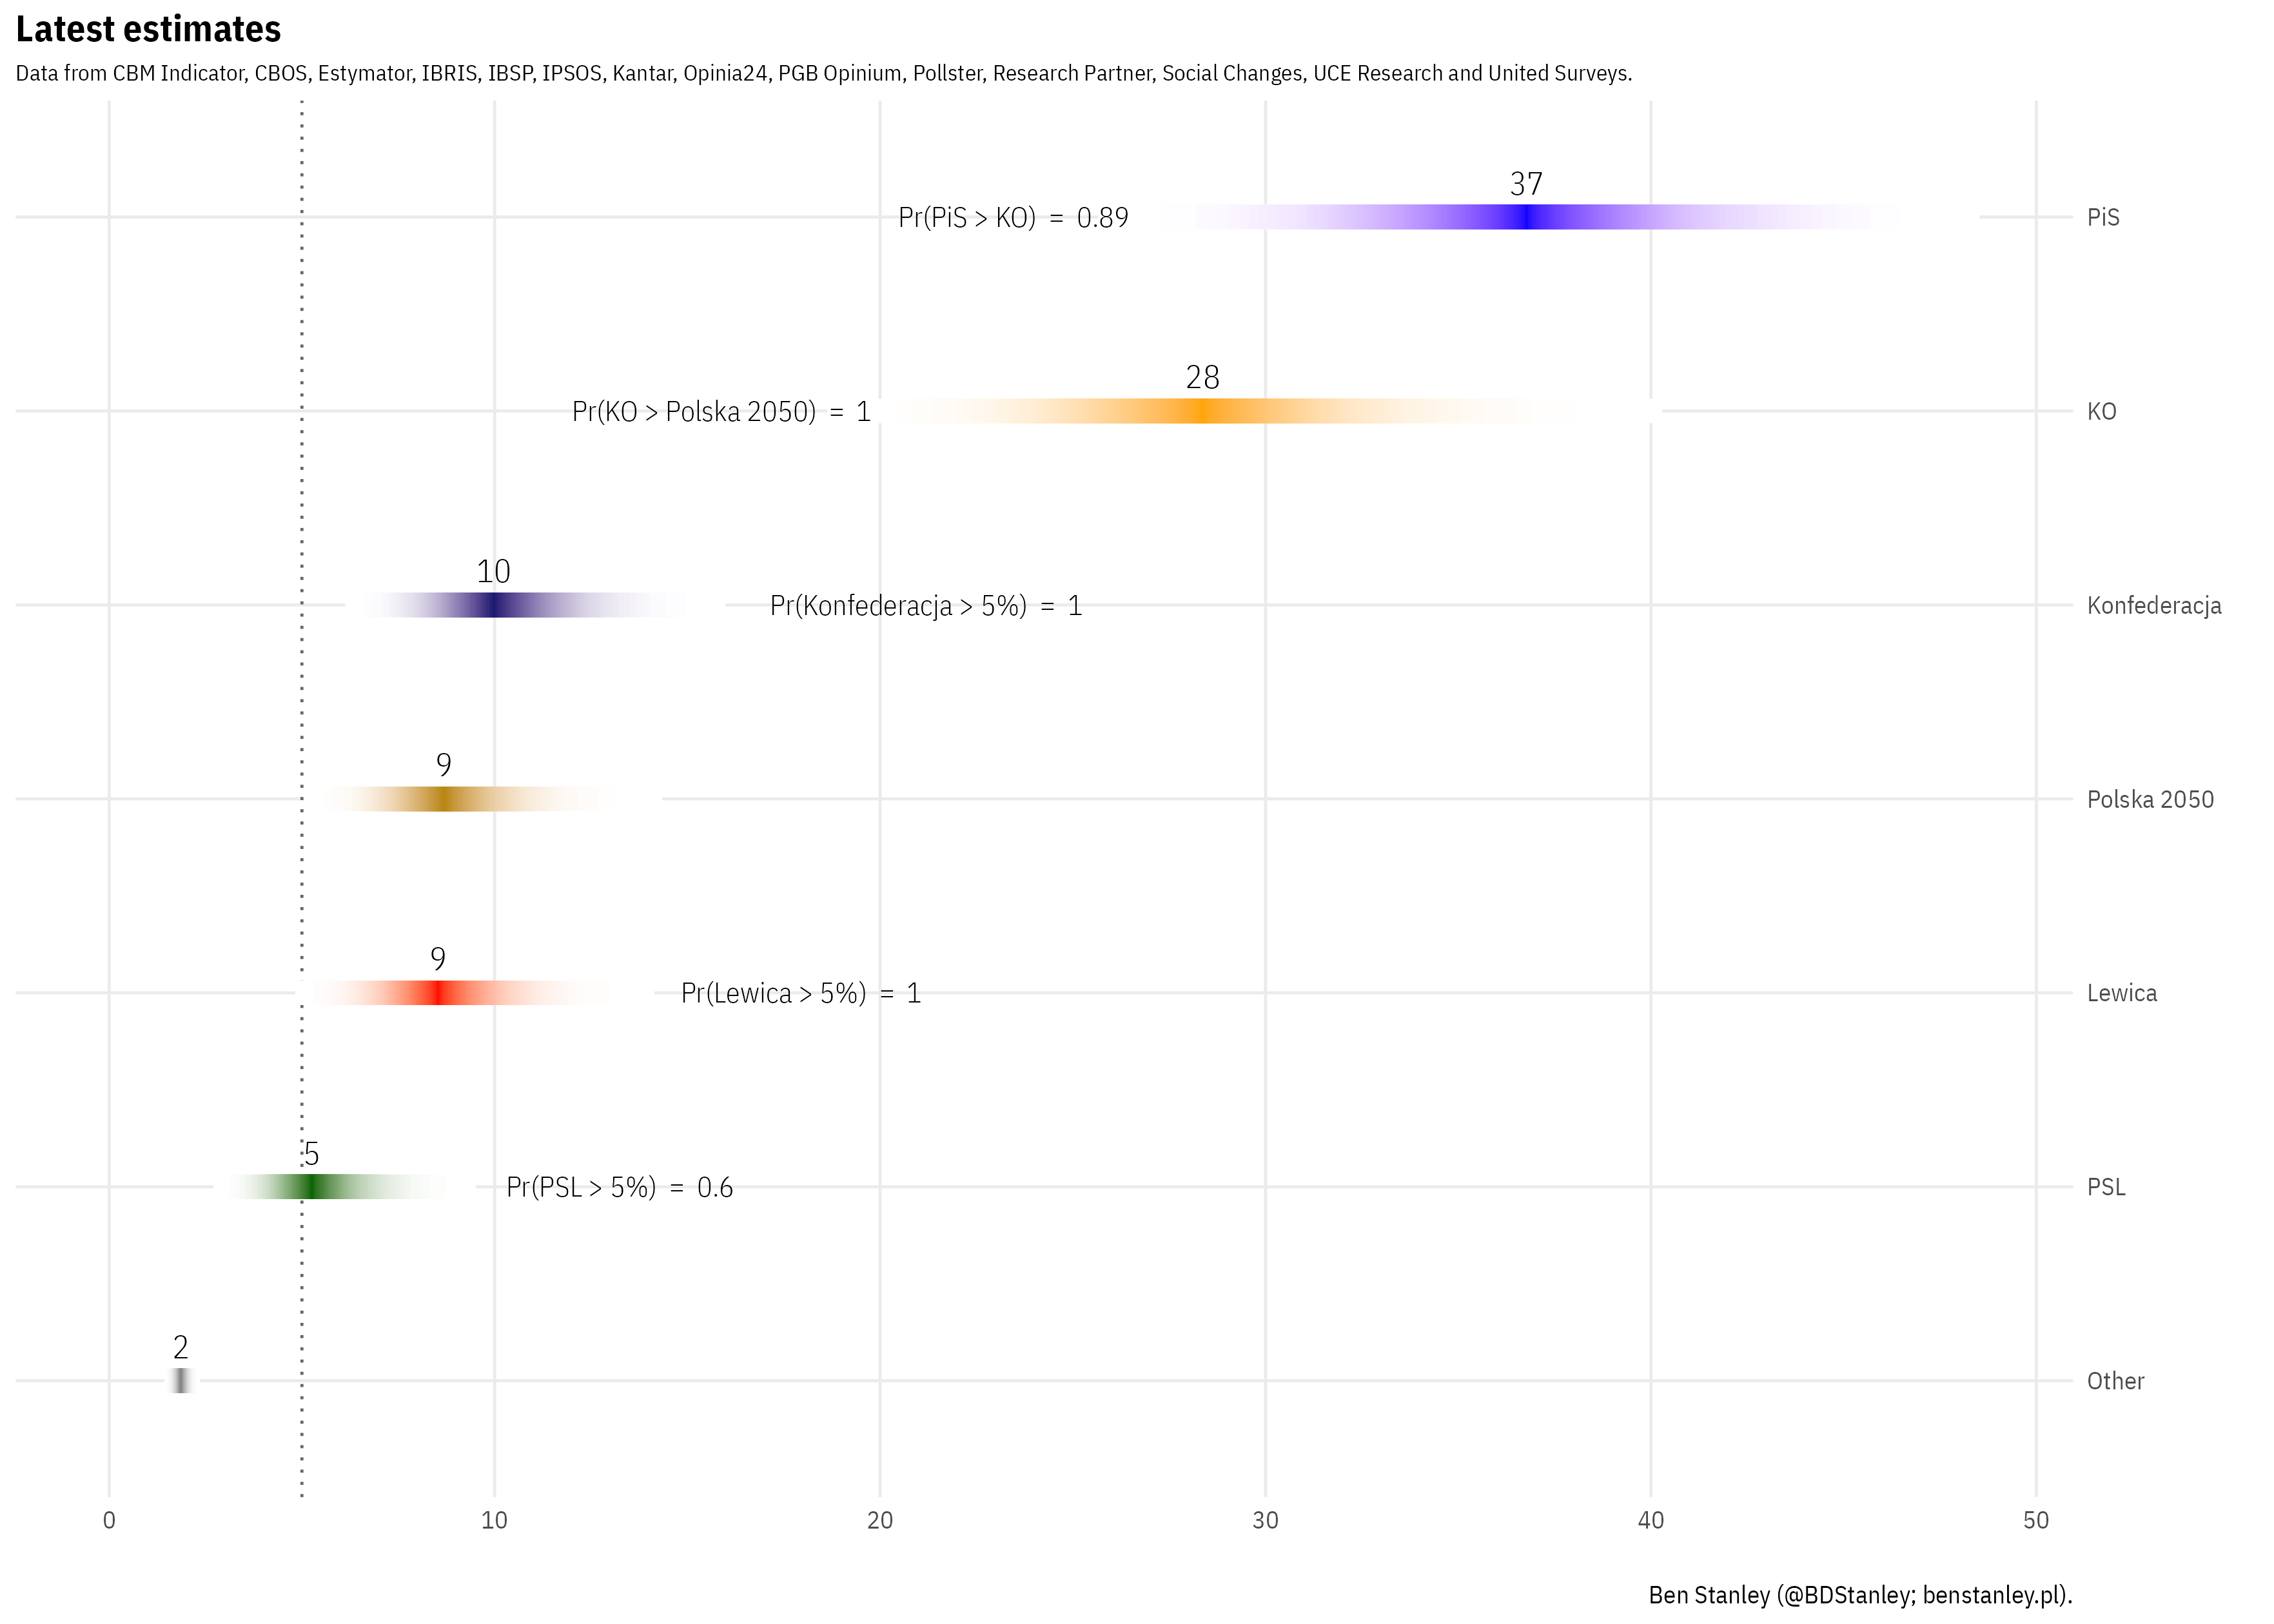 Latest estimates
Data from CBM Indicator, CBOS, Estymator, IBRIS, IBSP, IPSOS, Kantar, Opinia24, PGB Opinium, Pollster, Research Partner, Social Changes, UCE Research and United Surveys.
37
Pr(PiS > KO) = 0.89
PiS
28
Pr(KO > Polska 2050) = 1
KO
10
Pr(Konfederacja > 5%) = 1
Konfederacja
9
Polska 2050
9
Pr(Lewica > 5%) = 1
Lewica
5
Pr(PSL > 5%) = 0.6
PSL
2
Other
0 10 20 30 40 50
Ben Stanley (@BDStanley; benstanley.pl).